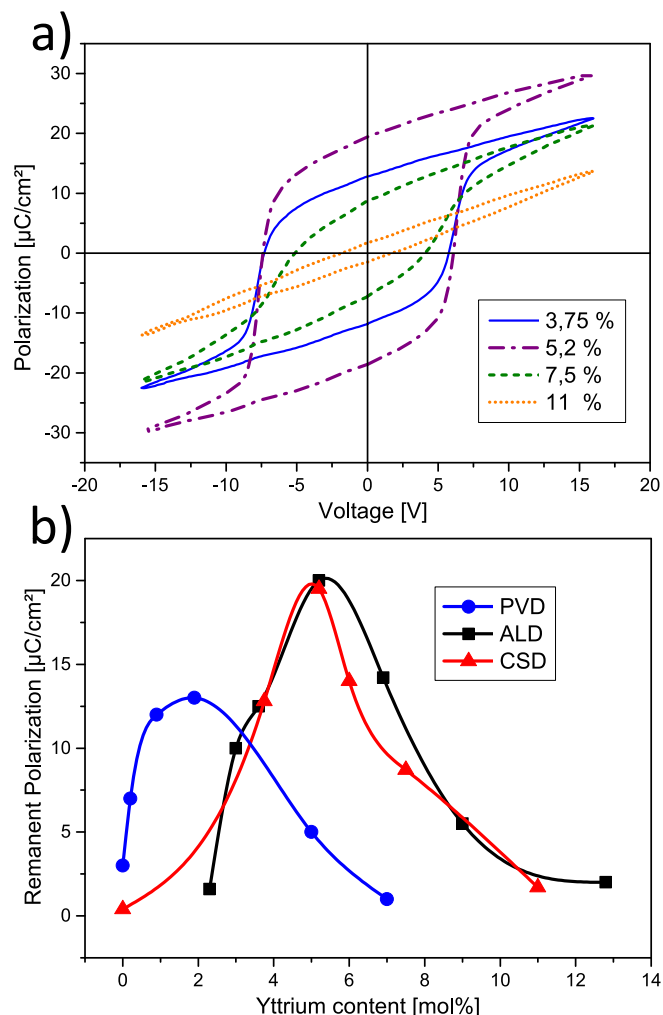 a)
30
20
10
0
-10
-20
-30
Polarization [µC/cm²]
3,75 %
5,2 %
7,5 %
11 %
-20 -15 -10 -5 0 5 10 15 20
Voltage [V]
b)
20
15
10
5
0
Remanent Polarization [µC/cm²]
PVD
ALD
CSD
0 2 4 6 8 10 12 14
Yttrium content [mol%]